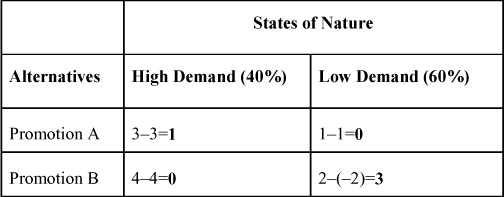 States of Nature
Alternatives High Demand (40%) Low Demand (60%)
Promotion A 3–3=1 1–1=0
Promotion B 4–4=0 2–(–2)=3